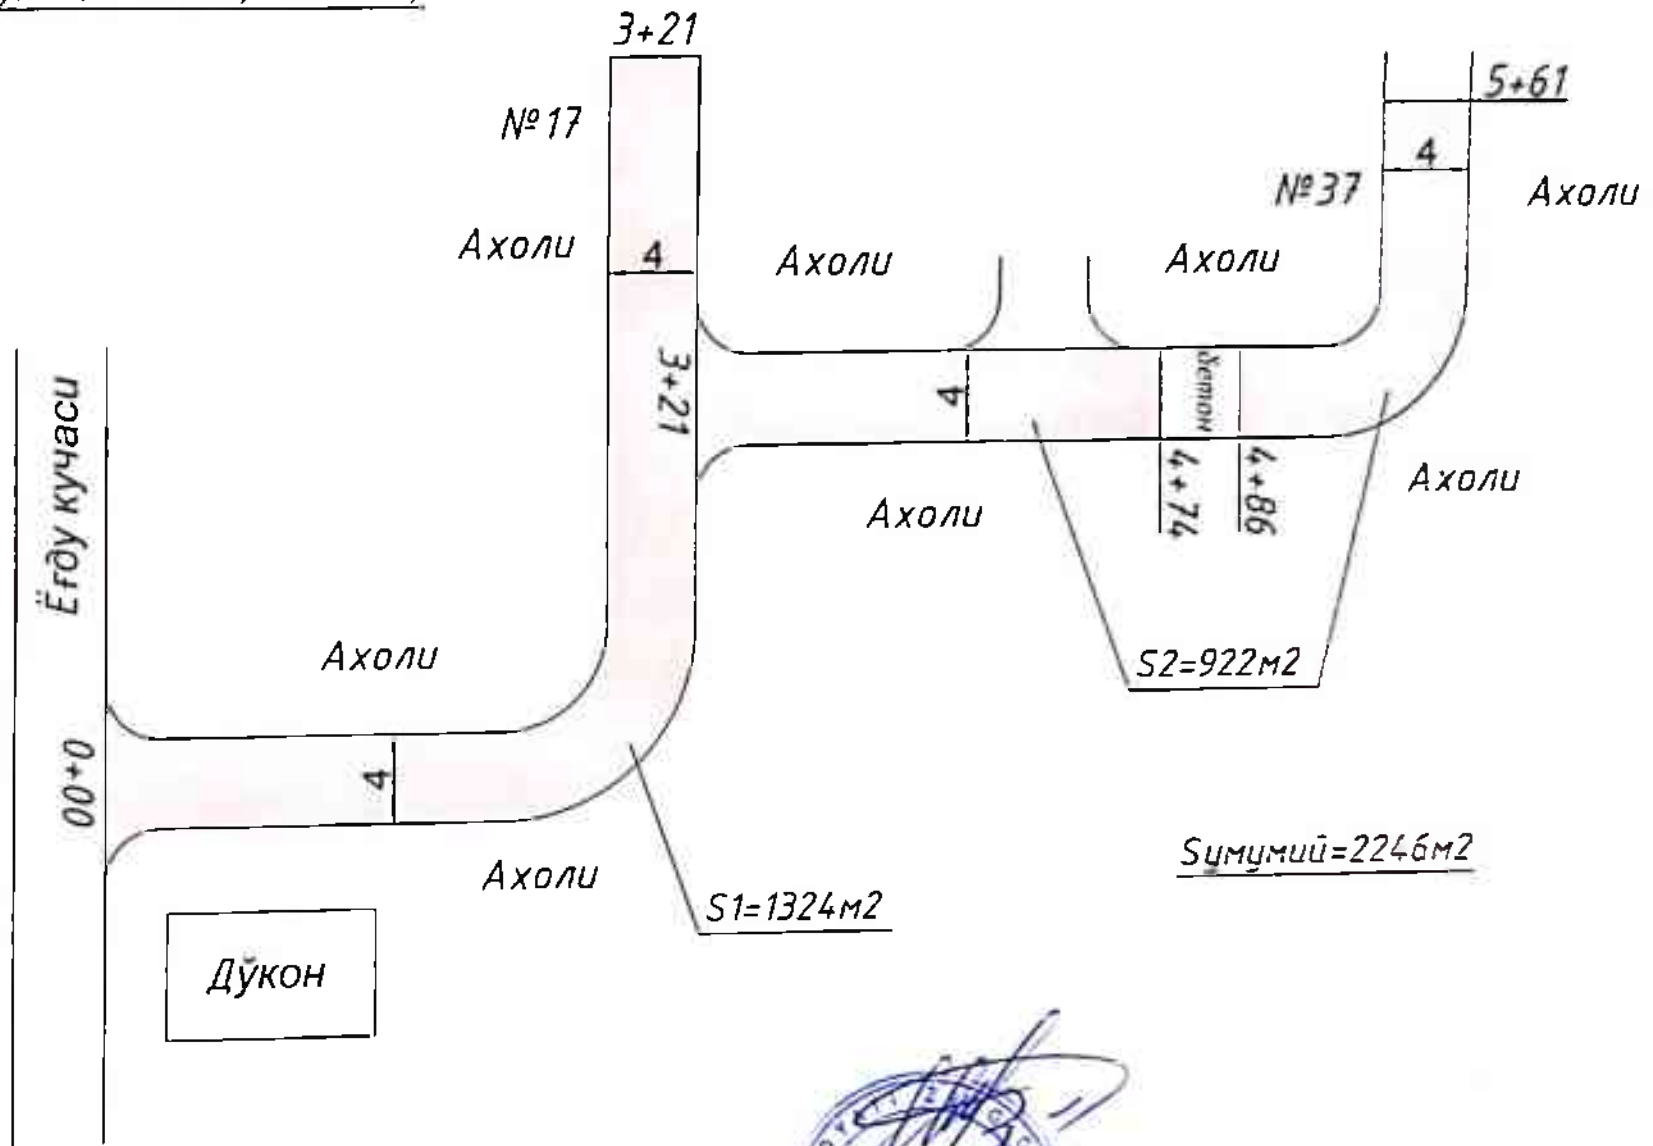 3+21
5+61
№17
4
№37
Ахоли
Ахоли
4
Ахоли
Ахоли
3+21
4
бетон
Ёғду кучаси
4+74
4+86
Ахоли
Ахоли
Ахоли
S2=922м2
00+0
4
Sумумий=2246м2
Ахоли
S1=1324м2
Дўкон